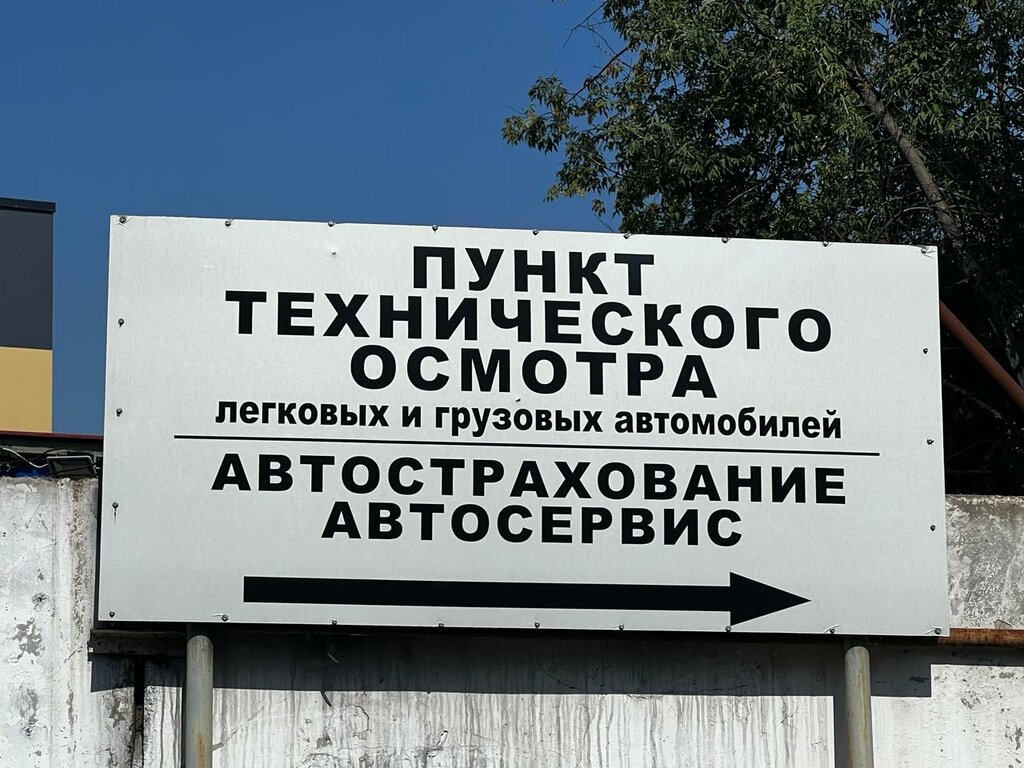 ПУНКТ
ТЕХНИЧЕСКОГО
ОСМОТРА
легковых и грузовых автомобилей
АВТОСТРАХОВАНИЕ
АВТОСЕРВИС